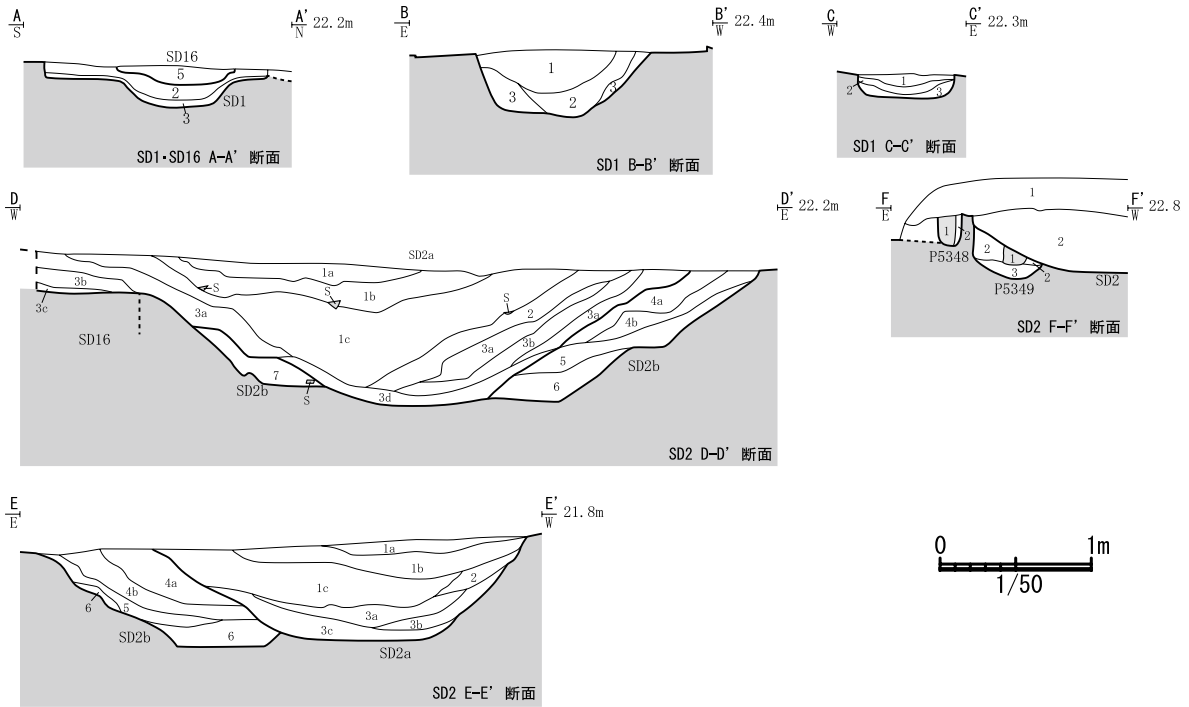 A A' 22.2m
S N
SD16
5
2
SD1
3
SD1・SD16 A-A' 断面
B B' 22.4m
E W
1
3 2 3
SD1 B-B' 断面
C C' 22.3m
W E
1
2 3
SD1 C-C' 断面
D D' 22.2m
W E
SD2a
1a
3b S S 1b S 4a
3c 3a 2 3a 4b
SD16 1c 3a 3b 5
7 6
SD2b S 3d SD2b
SD2 D-D' 断面
F F' 22.8
E W
1
1 2 2 1 2
P5348 3 2
P5349 SD2
SD2 F-F' 断面
E E' 21.8m
E W
1a
1b
4a 1c 2
4b
6 5 3a 3b
SD2b 6 3c
SD2a
SD2 E-E' 断面
0 1m
1/50